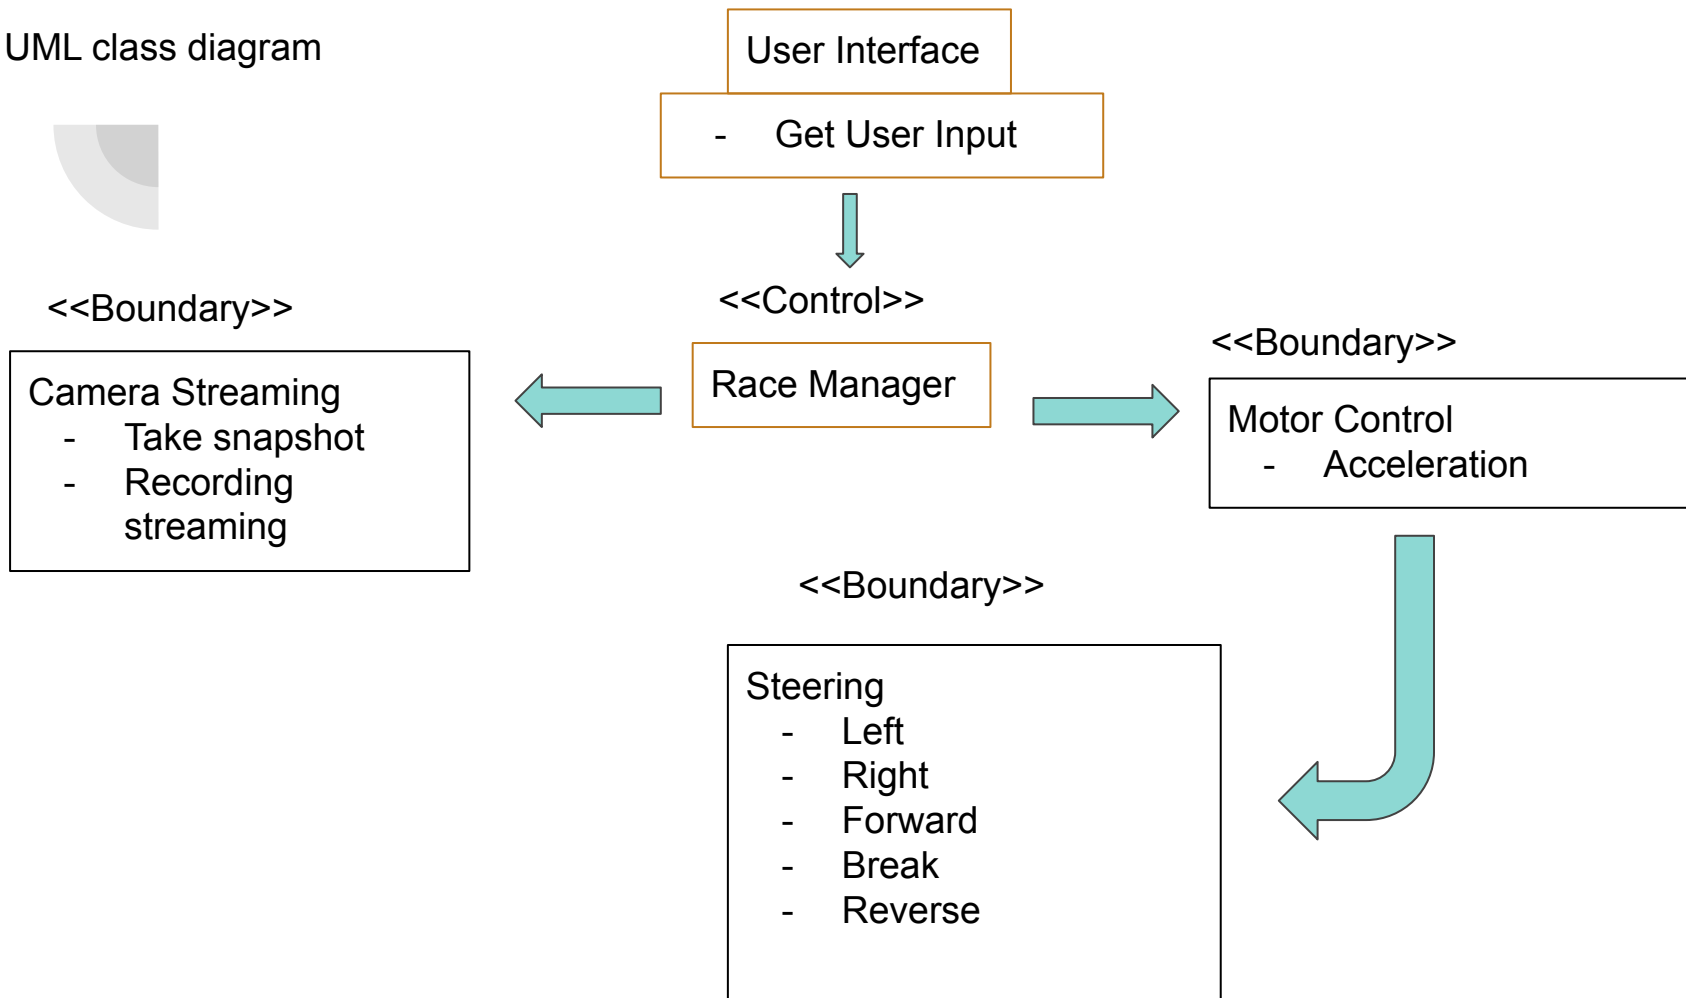 UML class diagram
User Interface
- Get User Input
<<Boundary>>
<<Control>>
<<Boundary>>
Camera Streaming
- Take snapshot
- Recording
streaming
Race Manager
Motor Control
- Acceleration
<<Boundary>>
Steering
- Left
- Right
- Forward
- Break
- Reverse